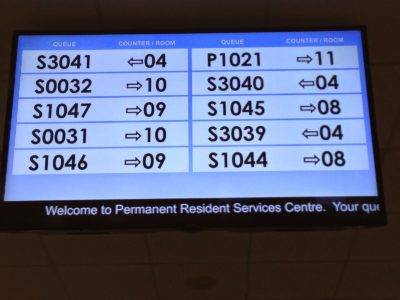 QUEUE COUNTER / ROOM QUEUE COUNTER / ROOM
S3041 ⇦04 P1021 ⇨11
S0032 ⇨10 S3040 ⇦04
S1047 ⇨09 S1045 ⇨08
S0031 ⇨10 S3039 ⇦04
S1046 ⇨09 S1044 ⇨08
Welcome to Permanent Resident Services Centre. Your